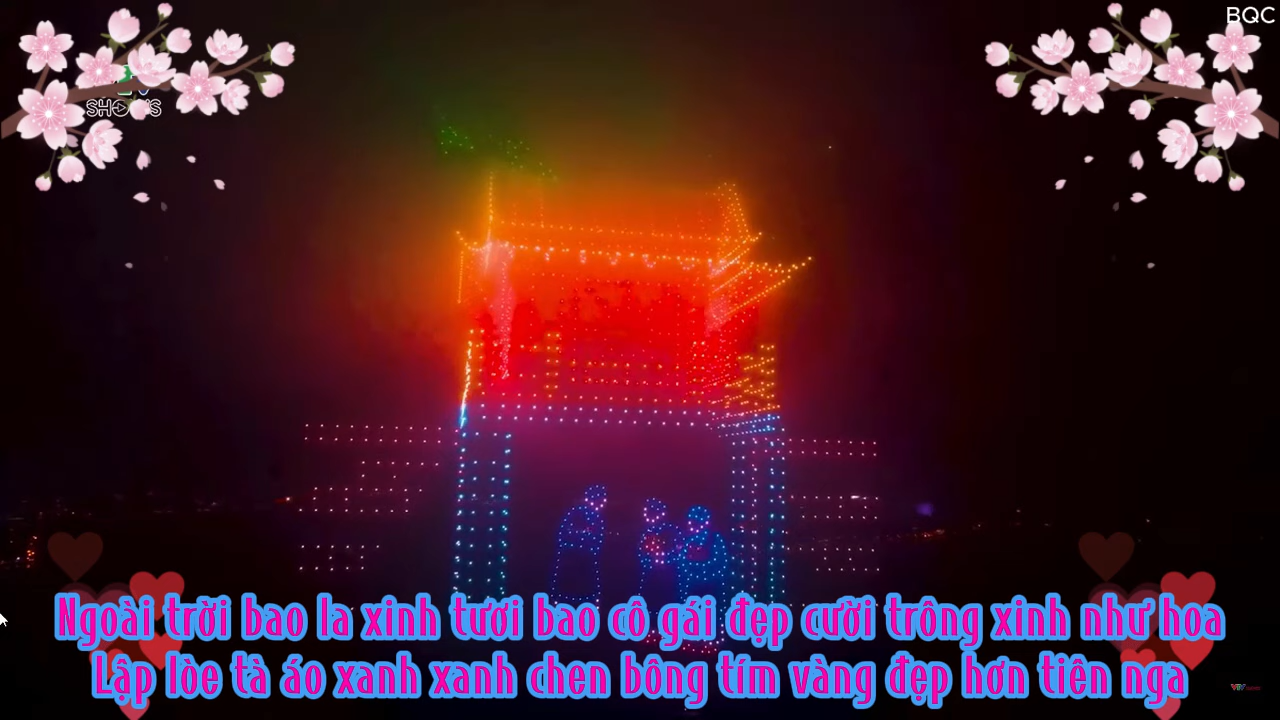 BQC
SHOWS
Ngoài trời bao la xinh tươi bao cô gái đẹp cười trông xinh như hoa
Lập lòe tà áo xanh xanh chen bông tím vàng đẹp hơn tiên nga